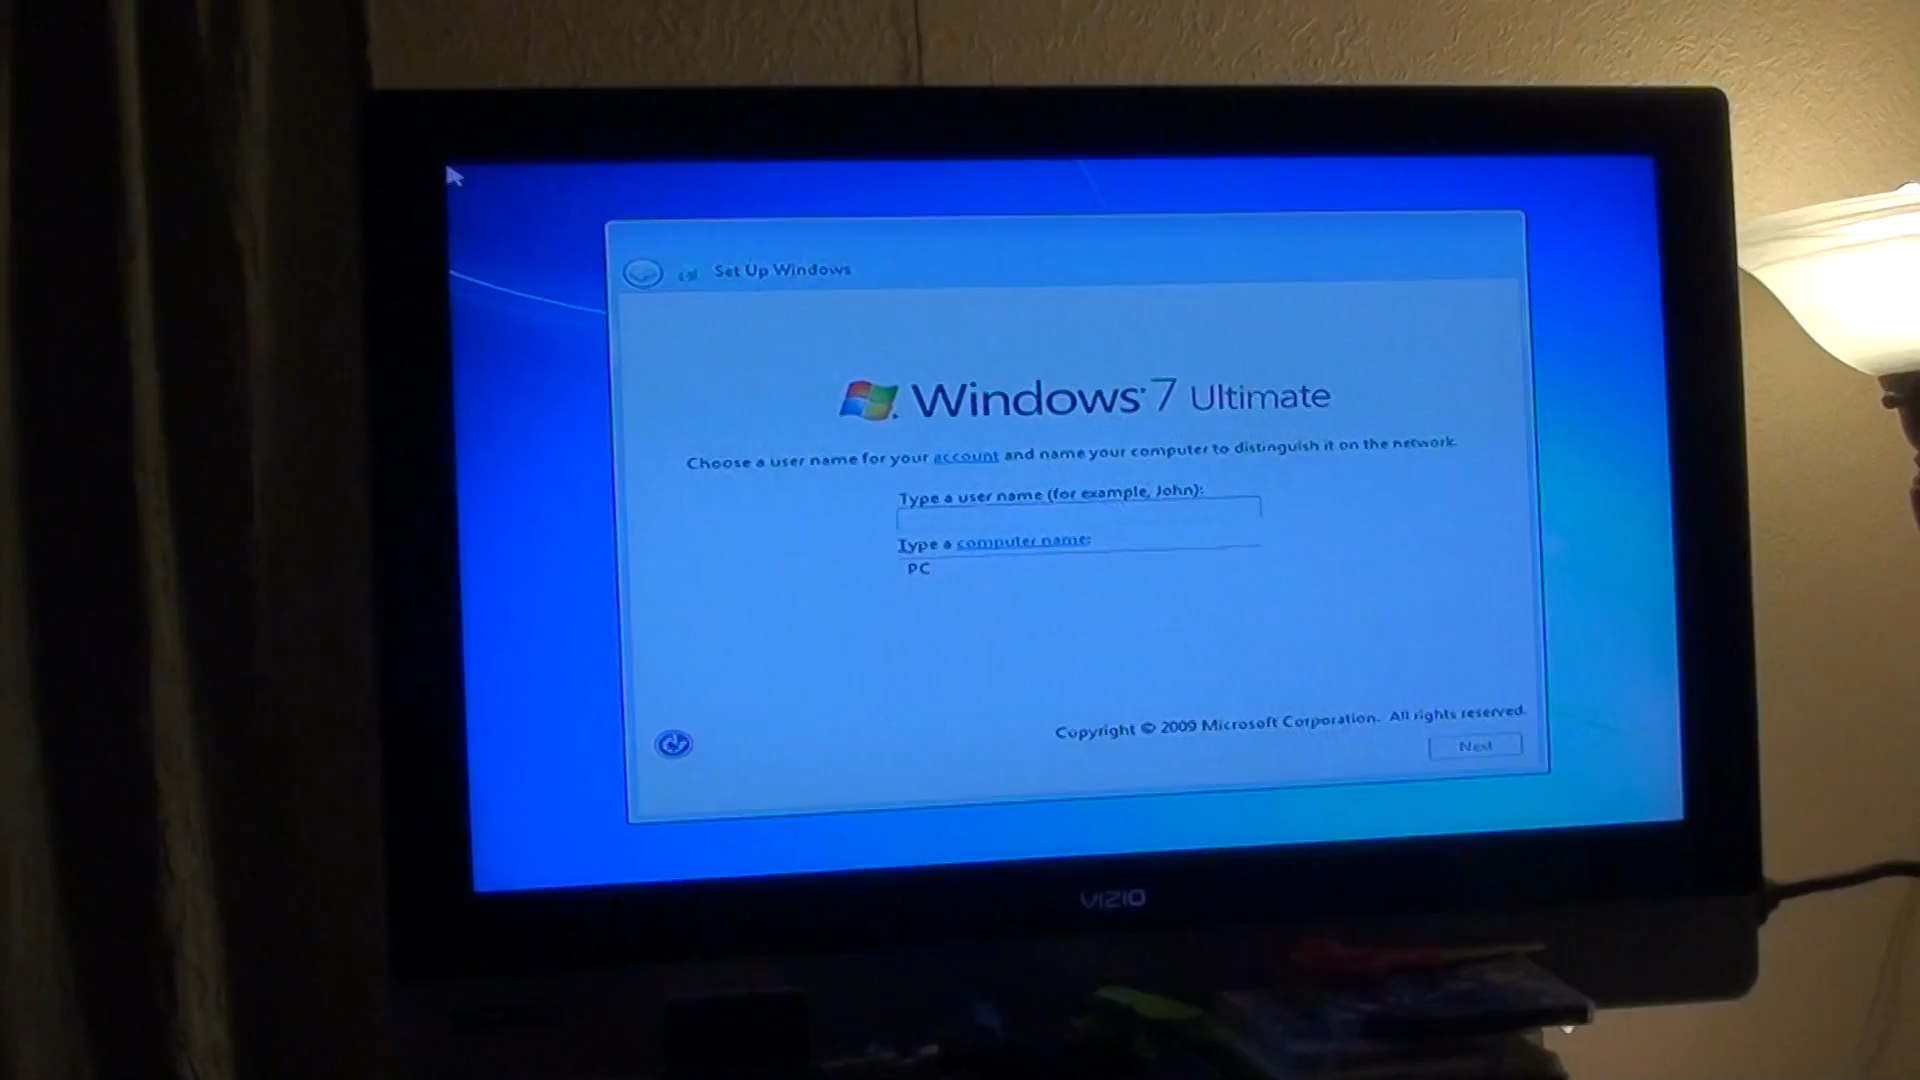 Set Up Windows
Windows 7 Ultimate
Choose a user name for your account and name your computer to distinguish it on the network.
Type a user name (for example, John):
Type a computer name:
PC
Copyright © 2009 Microsoft Corporation. All rights reserved.
Next
VIZIO